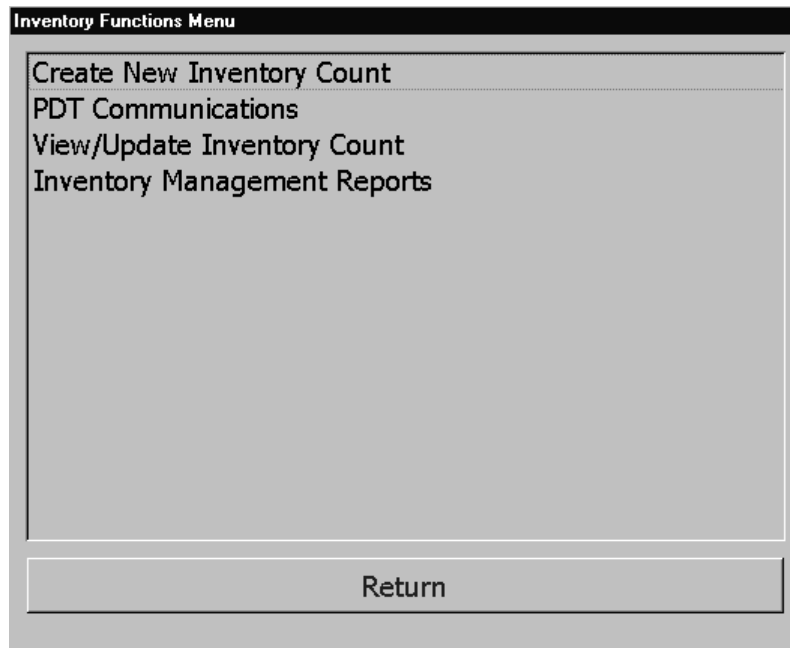 Inventory Functions Menu
Create New Inventory Count
PDT Communications
View/Update Inventory Count
Inventory Management Reports
Return